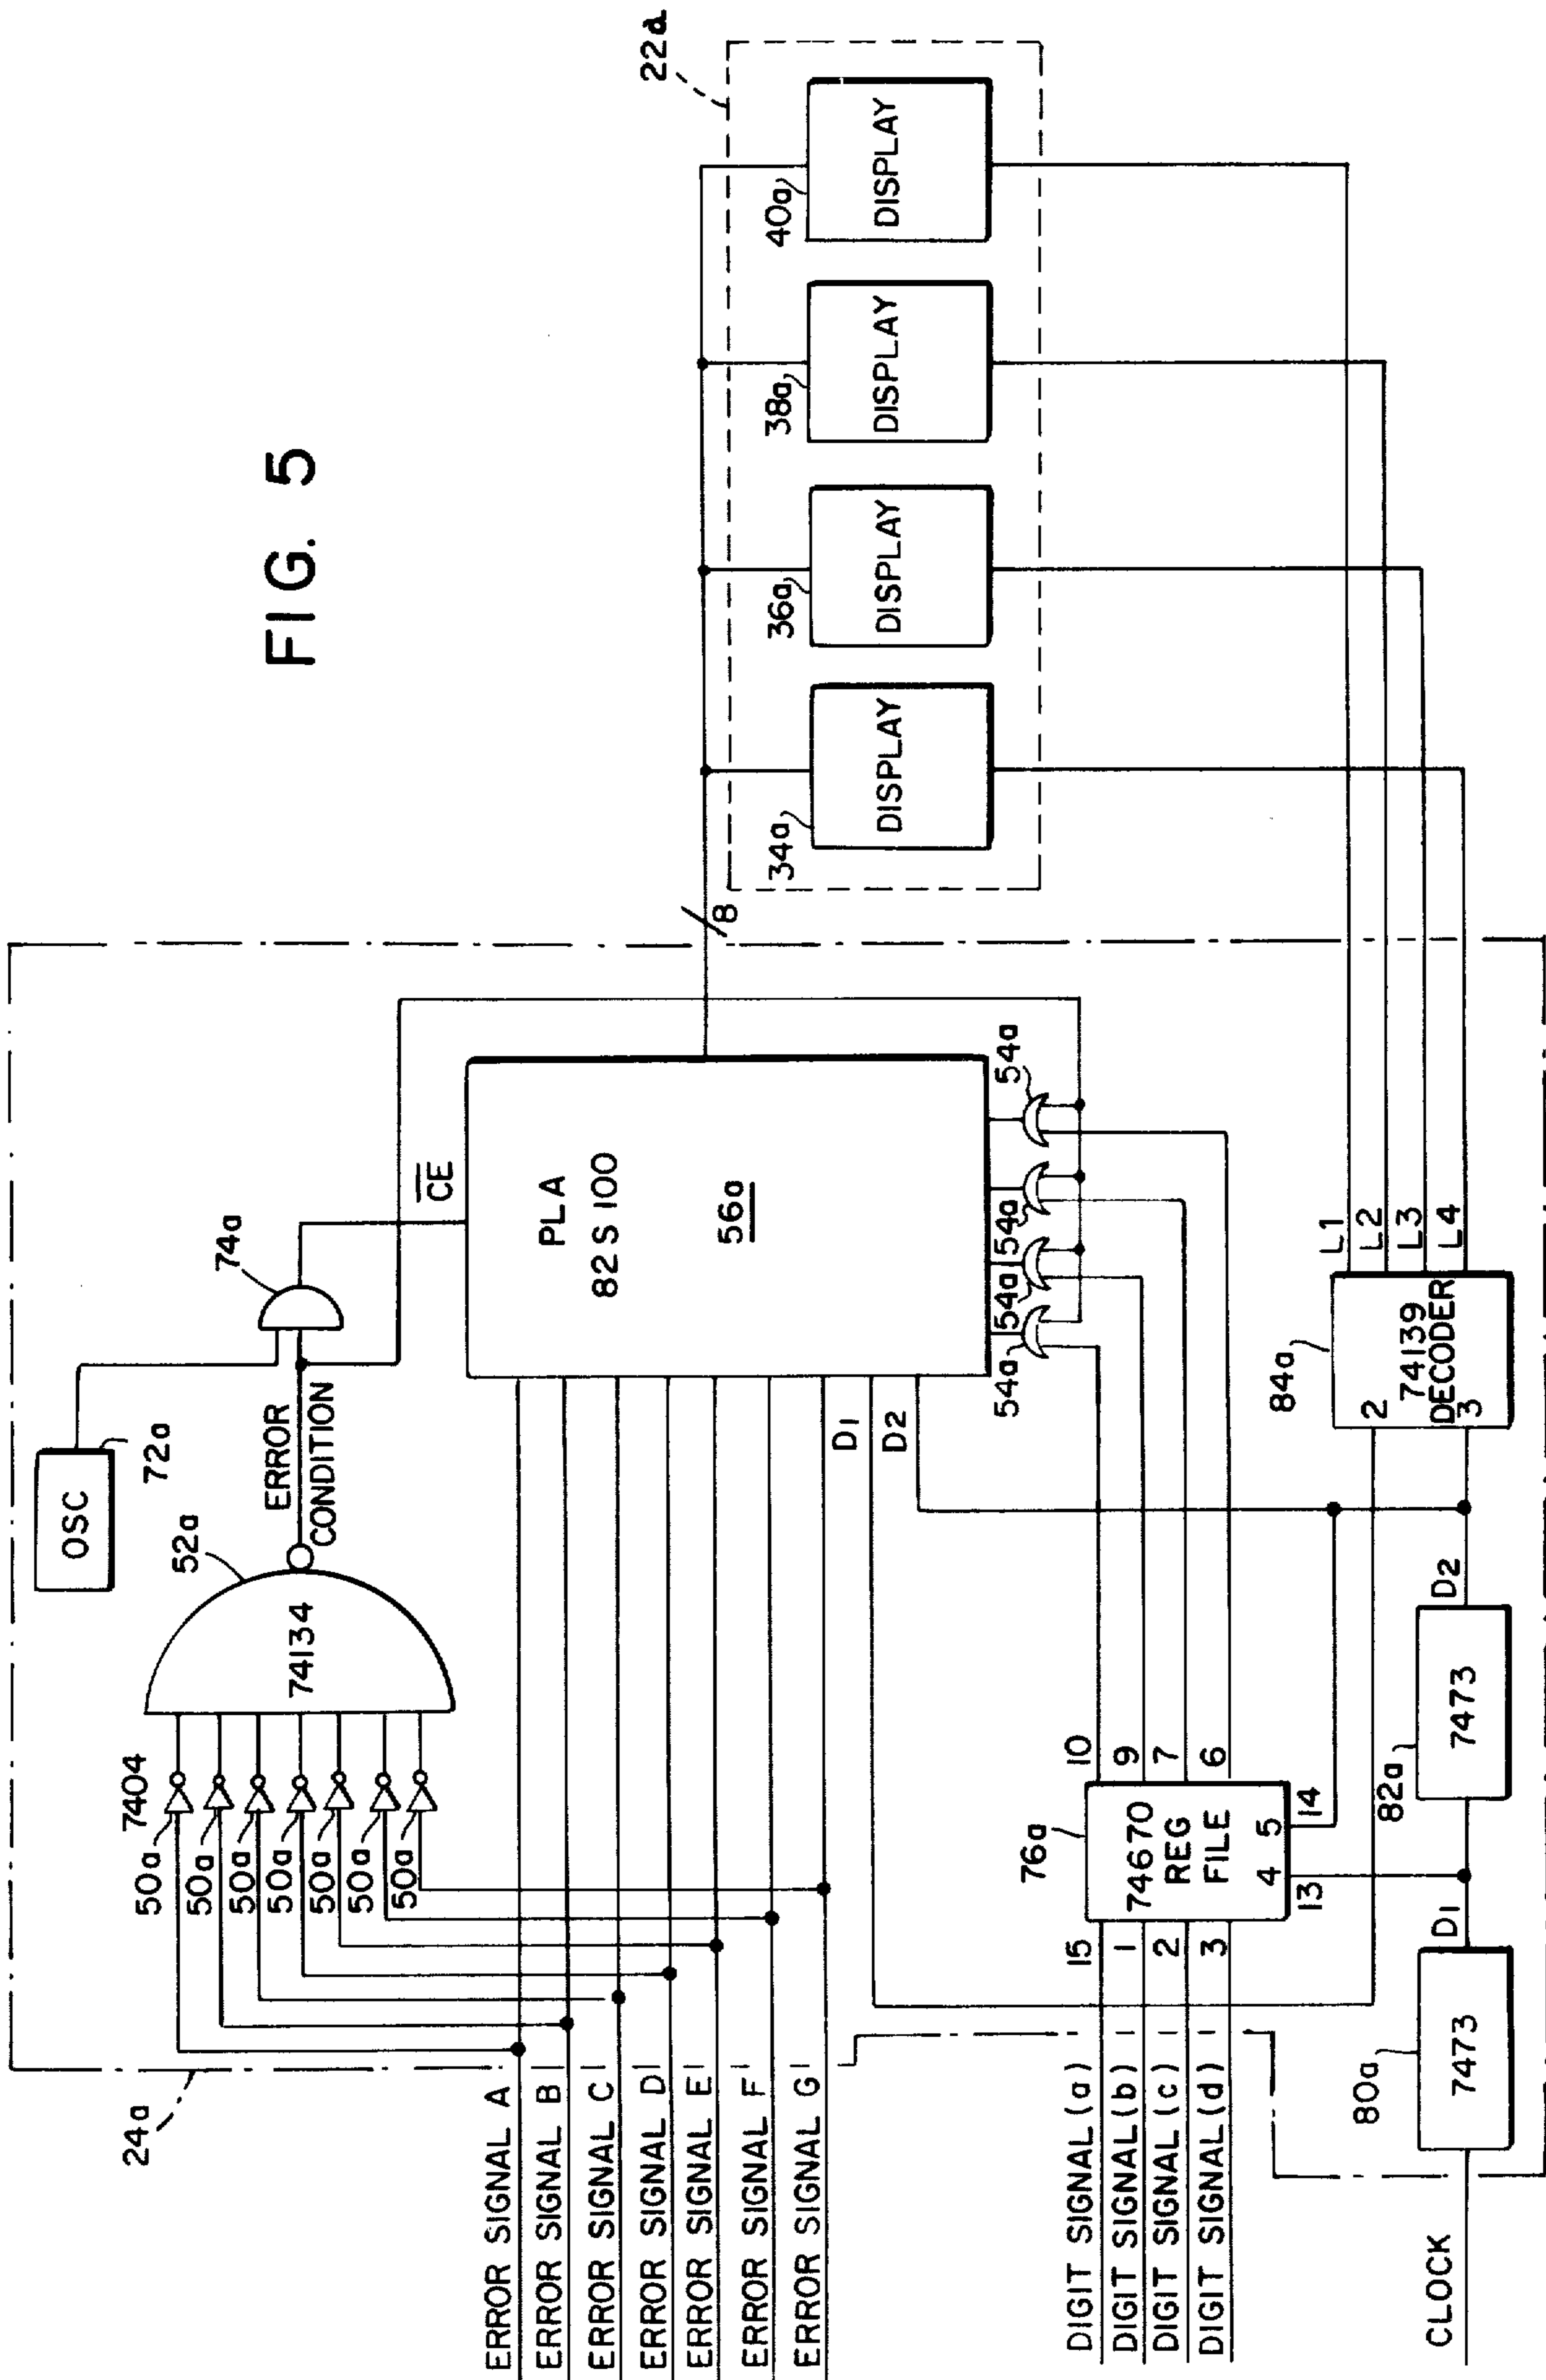 FIG. 5
22a
40a
DISPLAY
38a
DISPLAY
36a
DISPLAY
34a
DISPLAY
8
24a
OSC
72a
74a
52a
74134
ERROR
CONDITION
7404
50a
50a
50a
50a
50a
50a
50a
CE
PLA
82S100
56a
D1
D2
54a
54a
54a
54a
ERROR SIGNAL A
ERROR SIGNAL B
ERROR SIGNAL C
ERROR SIGNAL D
ERROR SIGNAL E
ERROR SIGNAL F
ERROR SIGNAL G
DIGIT SIGNAL (a)
DIGIT SIGNAL (b)
DIGIT SIGNAL (c)
DIGIT SIGNAL (d)
15
1
2
3
76a
74670
REG
FILE
4
5
13
14
10
9
7
6
84a
74139
DECODER
2
3
L1
L2
L3
L4
CLOCK
80a
7473
D1
82a
7473
D2